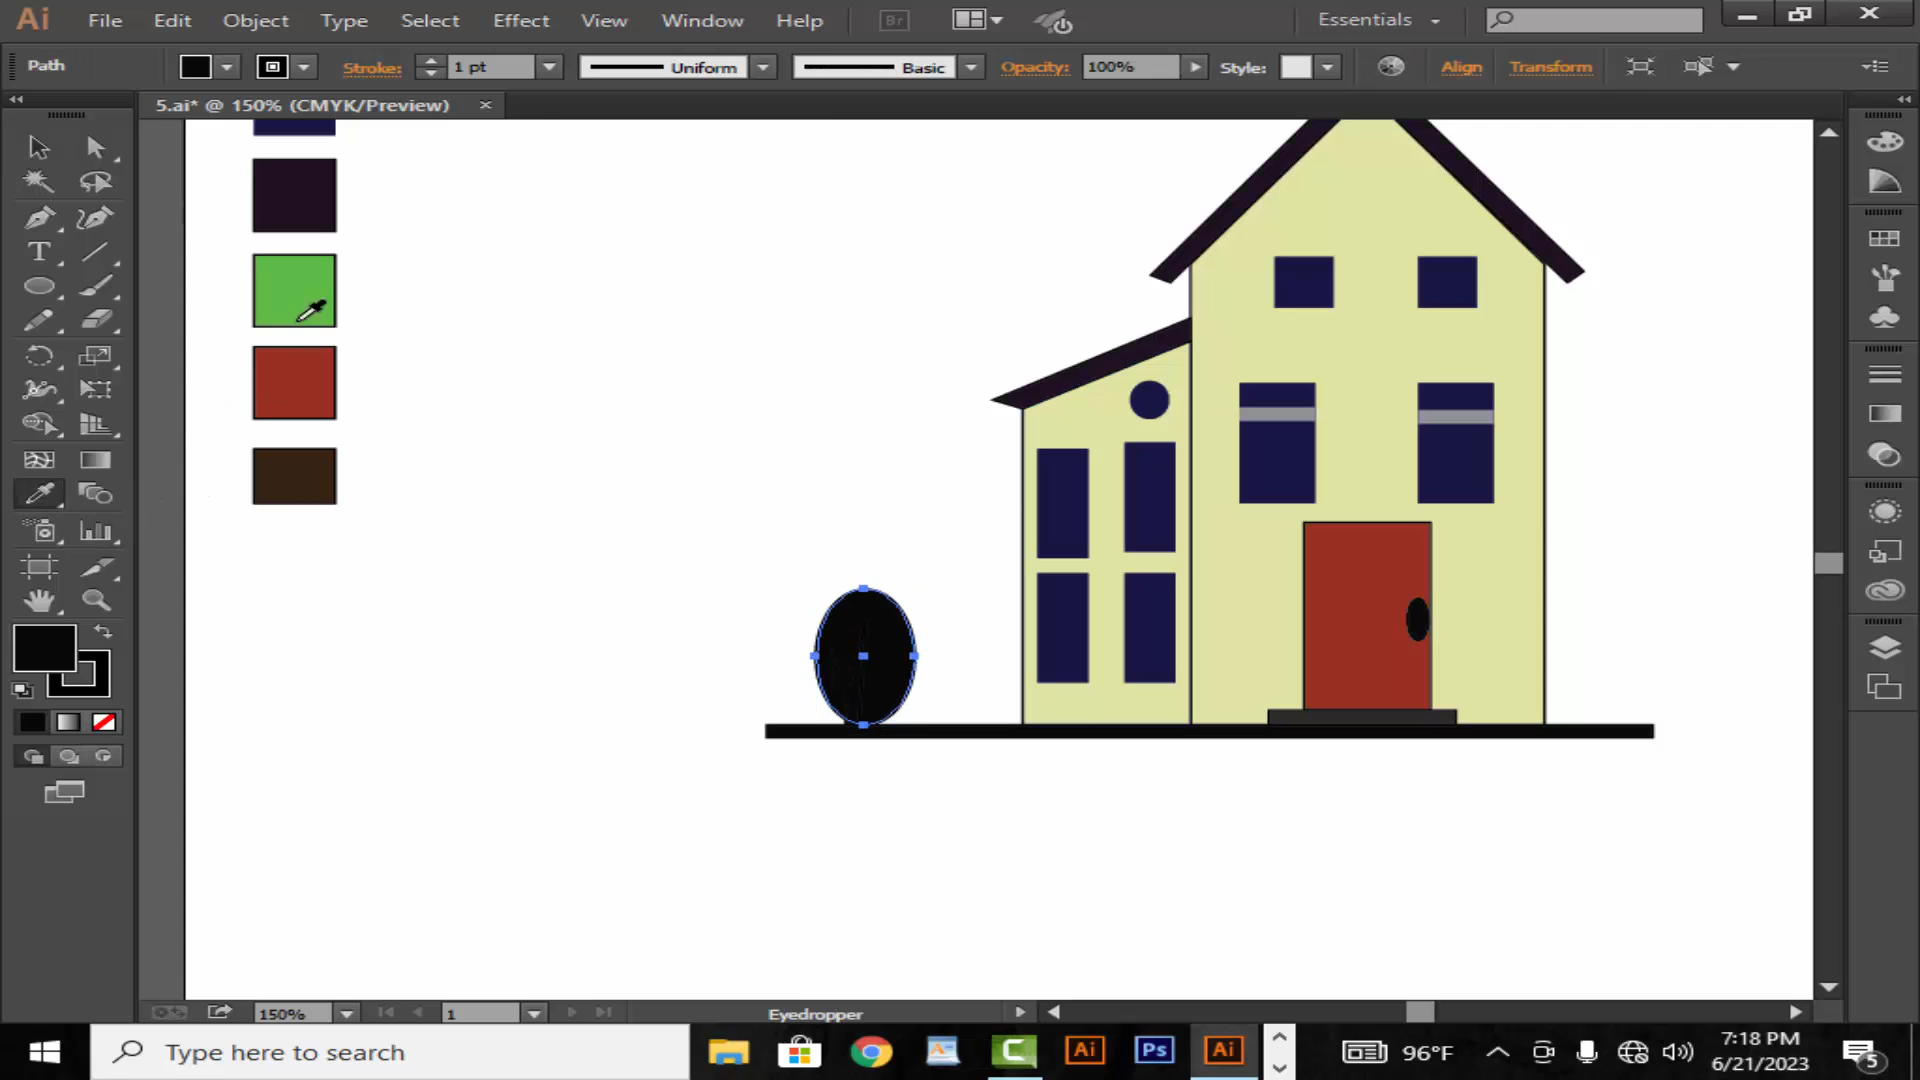 Ai File Edit Object Type Select Effect View Window Help Br Essentials
Path Stroke: 1 pt Uniform Basic Opacity: 100% Style: Align Transform
5.ai* @ 150% (CMYK/Preview)
T
150% 1 Eyedropper
Type here to search Ai Ps Ai 96°F 7:18 PM
6/21/2023
5